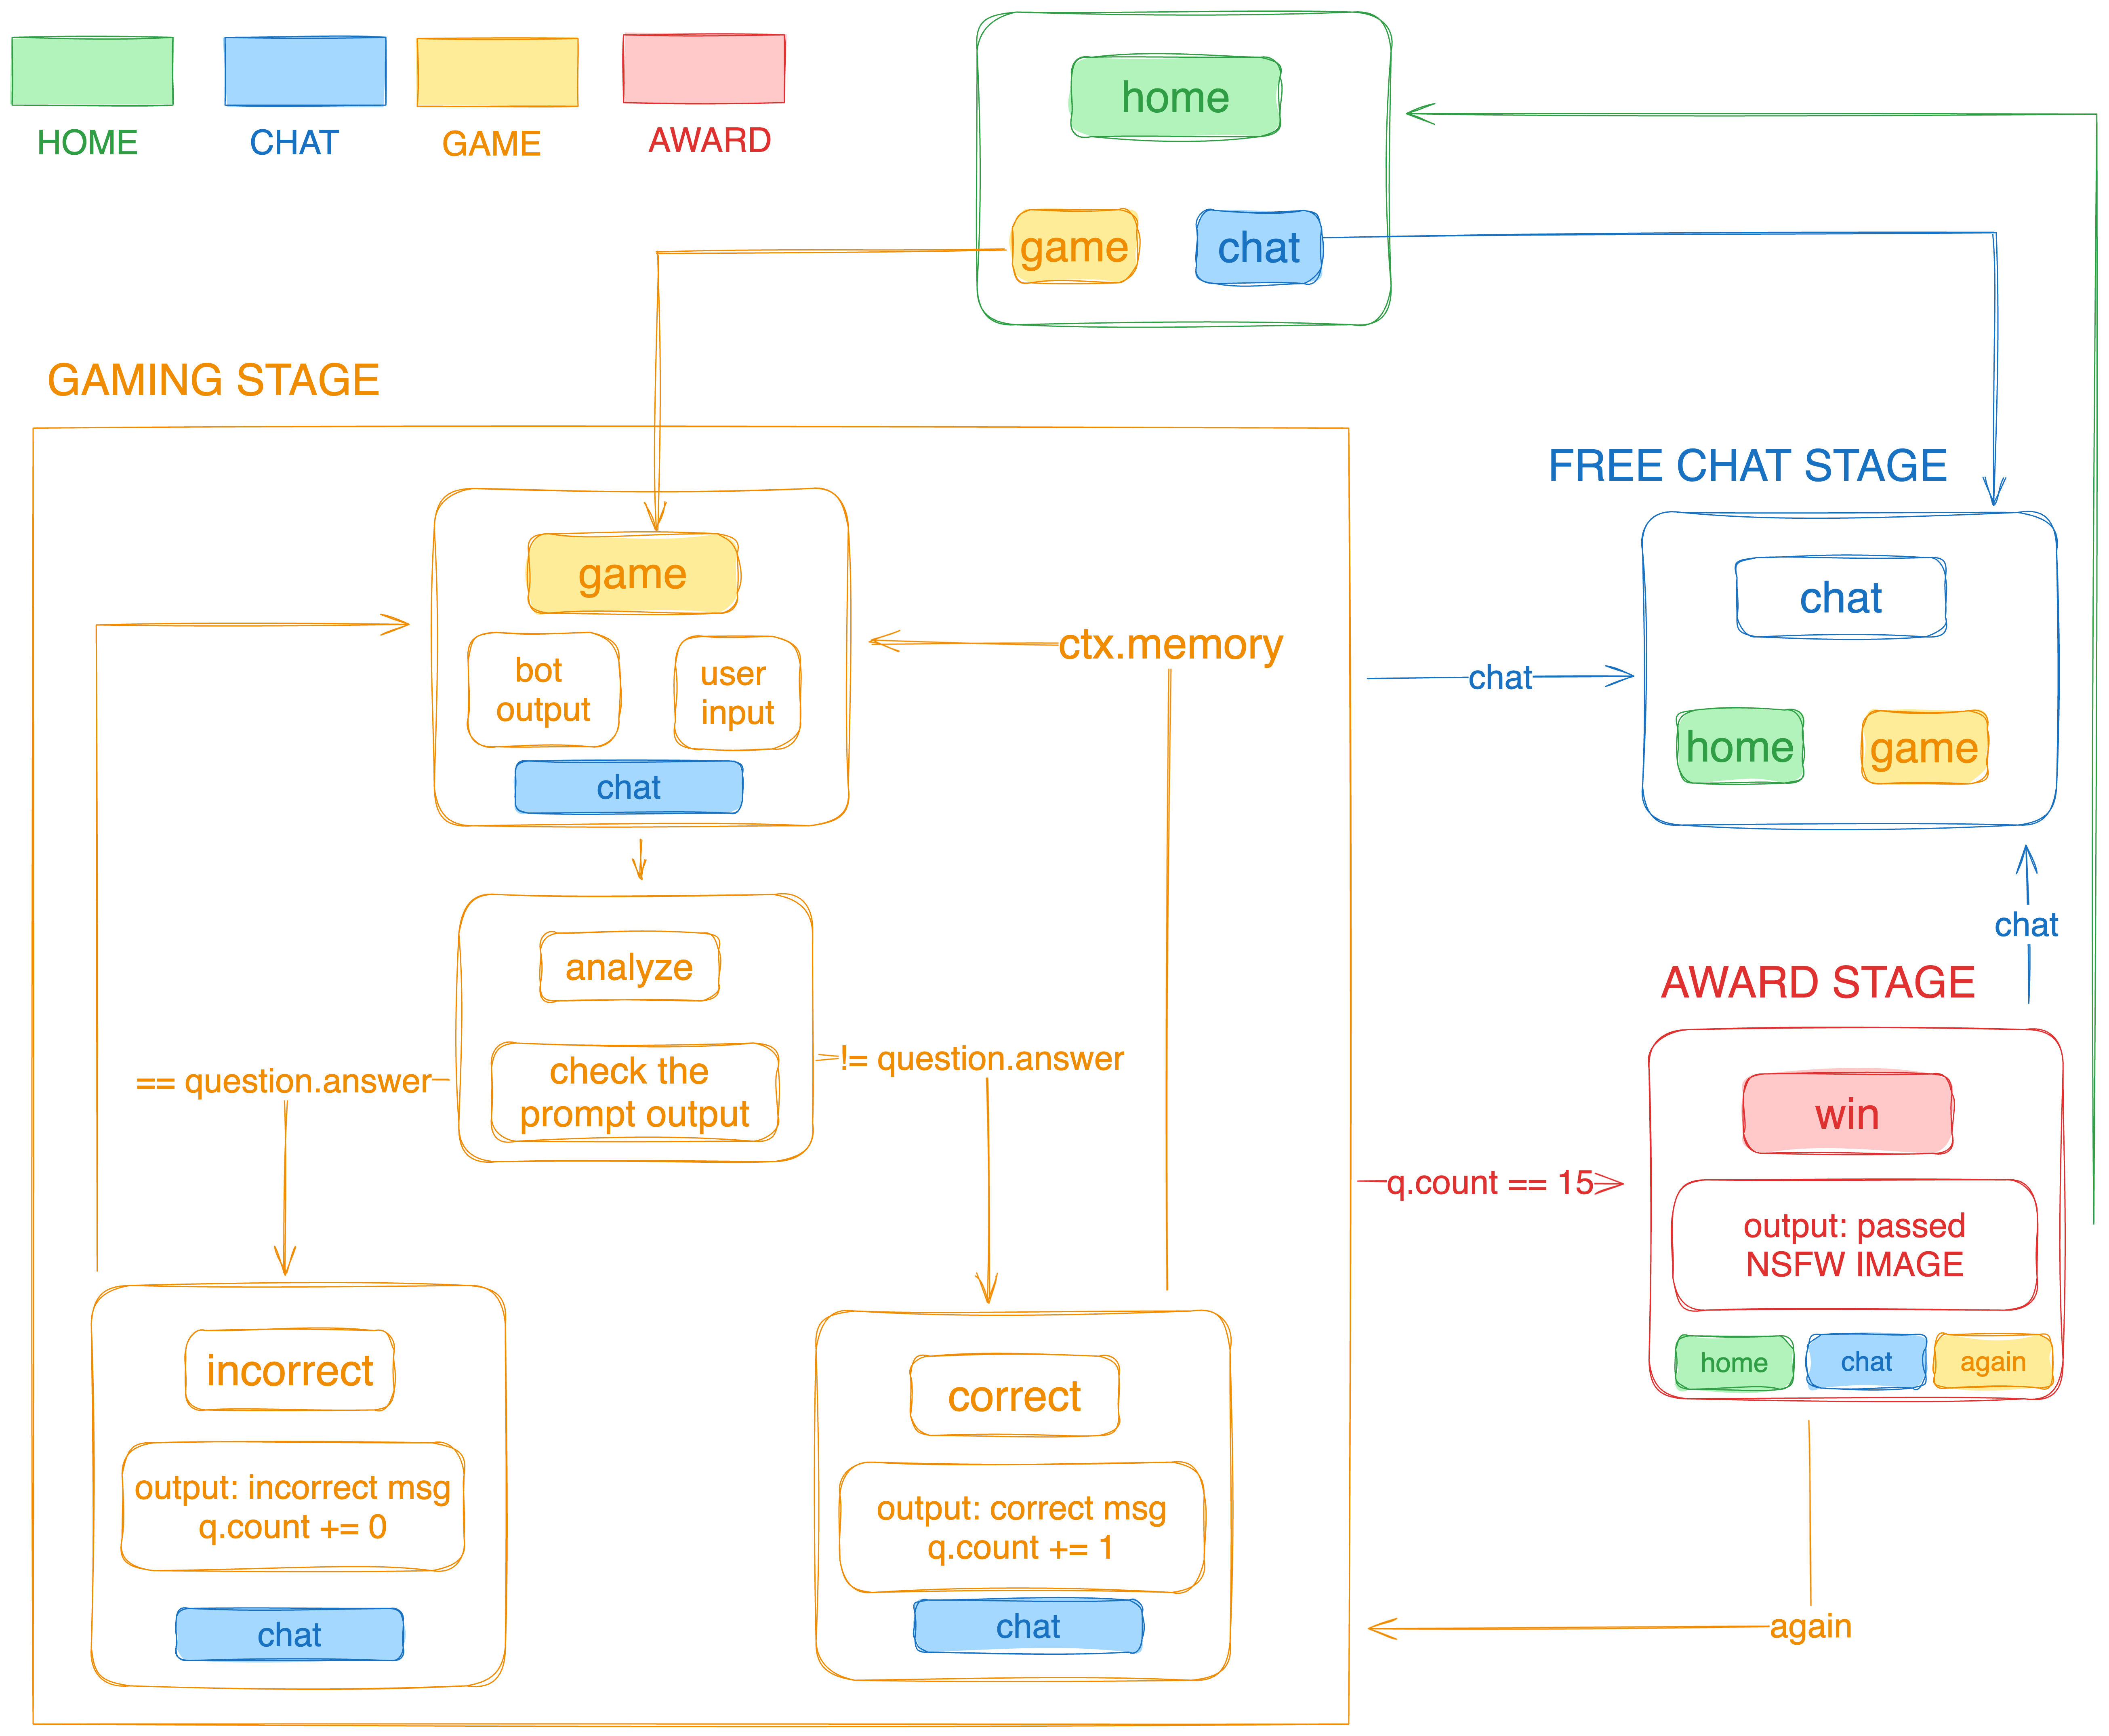 HOME
CHAT
GAME
AWARD
home
game
chat
GAMING STAGE
game
bot
output
user
input
chat
ctx.memory
analyze
check the
prompt output
== question.answer
!= question.answer
incorrect
output: incorrect msg
q.count += 0
chat
correct
output: correct msg
q.count += 1
chat
chat
FREE CHAT STAGE
chat
home
game
chat
AWARD STAGE
q.count == 15
win
output: passed
NSFW IMAGE
home
chat
again
again